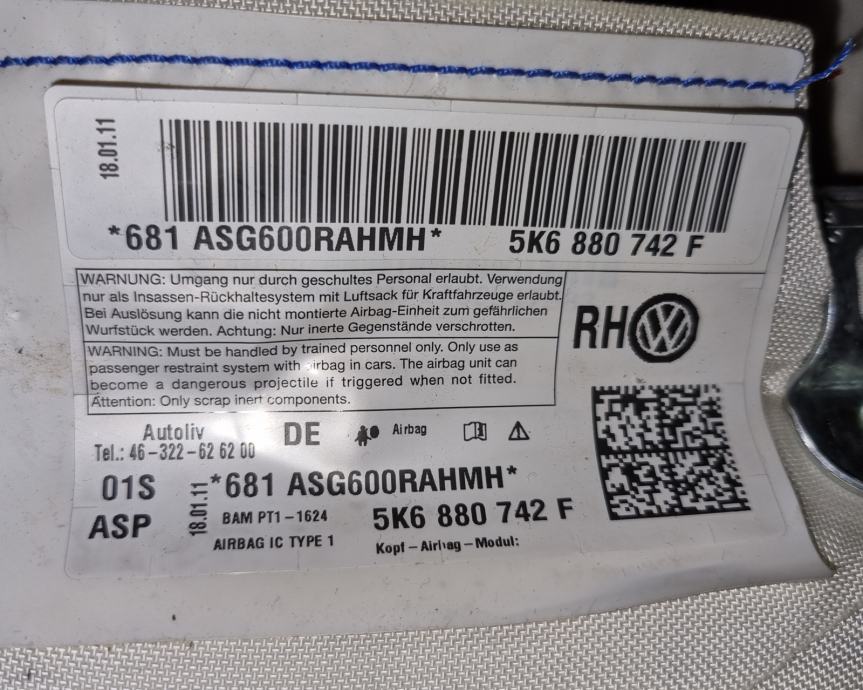 18.01.11
*681 ASG600RAHMH* 5K6 880 742 F
WARNUNG: Umgang nur durch geschultes Personal erlaubt. Verwendung
nur als Insassen-Rückhaltesystem mit Luftsack für Kraftfahrzeuge erlaubt.
Bei Auslösung kann die nicht montierte Airbag-Einheit zum gefährlichen
Wurfstück werden. Achtung: Nur inerte Gegenstände verschrotten.
WARNING: Must be handled by trained personnel only. Only use as
passenger restraint system with airbag in cars. The airbag unit can
become a dangerous projectile if triggered when not fitted.
Attention: Only scrap inert components.
RH
Autoliv
Tel.: 46-322-62 62 00
DE
Airbag
01S
ASP
18.01.11
*681 ASG600RAHMH*
BAM PT1-1624
5K6 880 742 F
AIRBAG IC TYPE 1
Kopf-Airbag-Modul: